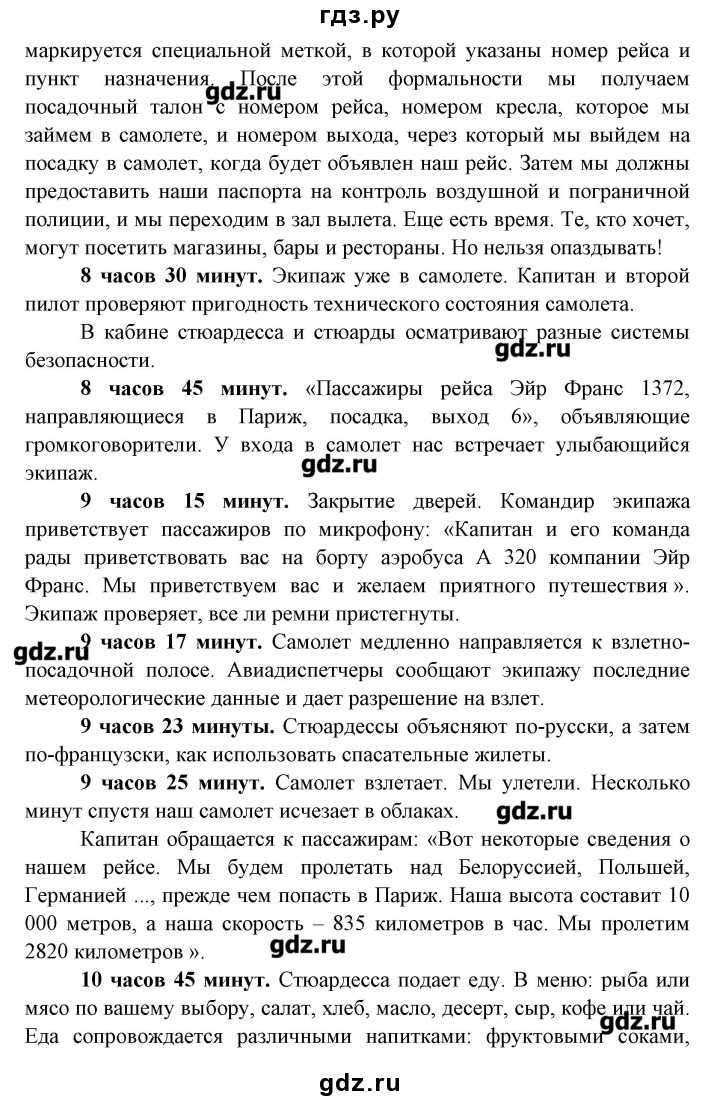 гдз.ру
маркируется специальной меткой, в которой указаны номер рейса и
пункт назначения. После этой формальности мы получаем
gdz.ru
посадочный талон с номером рейса, номером кресла, которое мы
займем в самолете, и номером выхода, через который мы выйдем на
посадку в самолет, когда будет объявлен наш рейс. Затем мы должны
предоставить наши паспорта на контроль воздушной и пограничной
полиции, и мы переходим в зал вылета. Еще есть время. Те, кто хочет,
могут посетить магазины, бары и рестораны. Но нельзя опаздывать!
8 часов 30 минут. Экипаж уже в самолете. Капитан и второй
пилот проверяют пригодность технического состояния самолета.
В кабине стюардесса и стюарды осматривают разные системы
gdz.ru
безопасности.
8 часов 45 минут. «Пассажиры рейса Эйр Франс 1372,
направляющиеся в Париж, посадка, выход 6», объявляющие
громкоговорители. У входа в самолет нас встречает улыбающийся
gdz.ru
экипаж.
9 часов 15 минут. Закрытие дверей. Командир экипажа
приветствует пассажиров по микрофону: «Капитан и его команда
рады приветствовать вас на борту аэробуса А 320 компании Эйр
Франс. Мы приветствуем вас и желаем приятного путешествия ».
Экипаж проверяет, все ли ремни пристегнуты.
9 часов 17 минут. Самолет медленно направляется к взлетно-
gdz.ru
посадочной полосе. Авиадиспетчеры сообщают экипажу последние
метеорологические данные и дает разрешение на взлет.
9 часов 23 минуты. Стюардессы объясняют по-русски, а затем
по-французски, как использовать спасательные жилеты.
9 часов 25 минут. Самолет взлетает. Мы улетели. Несколько
минут спустя наш самолет исчезает в облаках.
gdz.ru
Капитан обращается к пассажирам: «Вот некоторые сведения о
нашем рейсе. Мы будем пролетать над Белоруссией, Польшей,
Германией ..., прежде чем попасть в Париж. Наша высота составит 10
000 метров, а наша скорость – 835 километров в час. Мы пролетим
2820 километров ».
gdz.ru
10 часов 45 минут. Стюардесса подает еду. В меню: рыба или
мясо по вашему выбору, салат, хлеб, масло, десерт, сыр, кофе или чай.
gdz.ru
Еда сопровождается различными напитками: фруктовыми соками,
gdz.ru